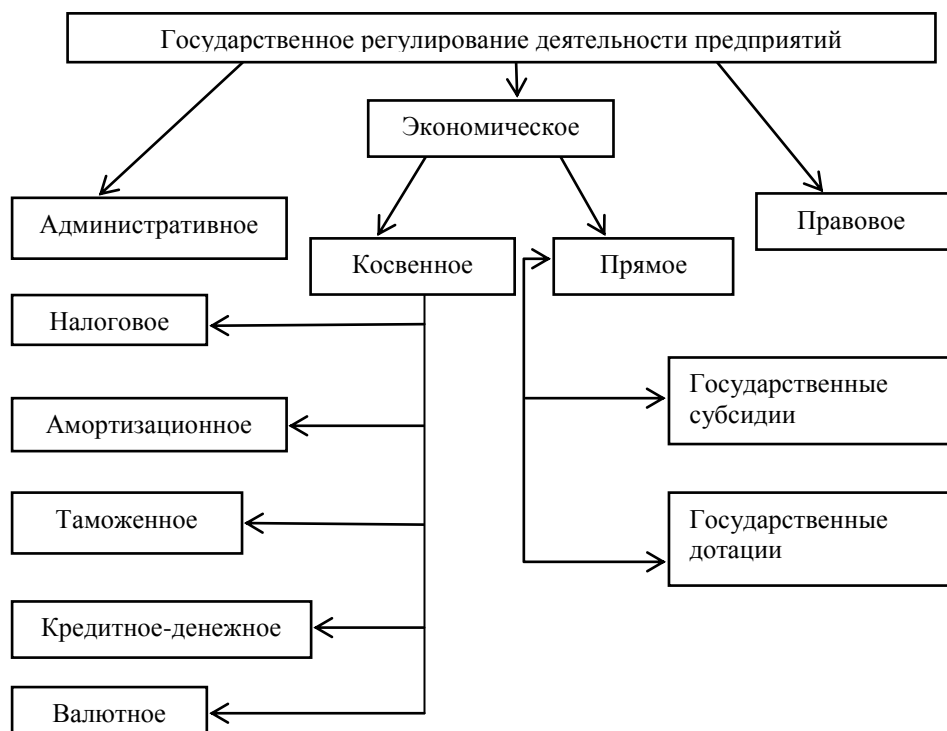 Государственное регулирование деятельности предприятий
Экономическое
Административное
Правовое
Косвенное
Прямое
Налоговое
Государственные
субсидии
Амортизационное
Таможенное
Государственные
дотации
Кредитное-денежное
Валютное